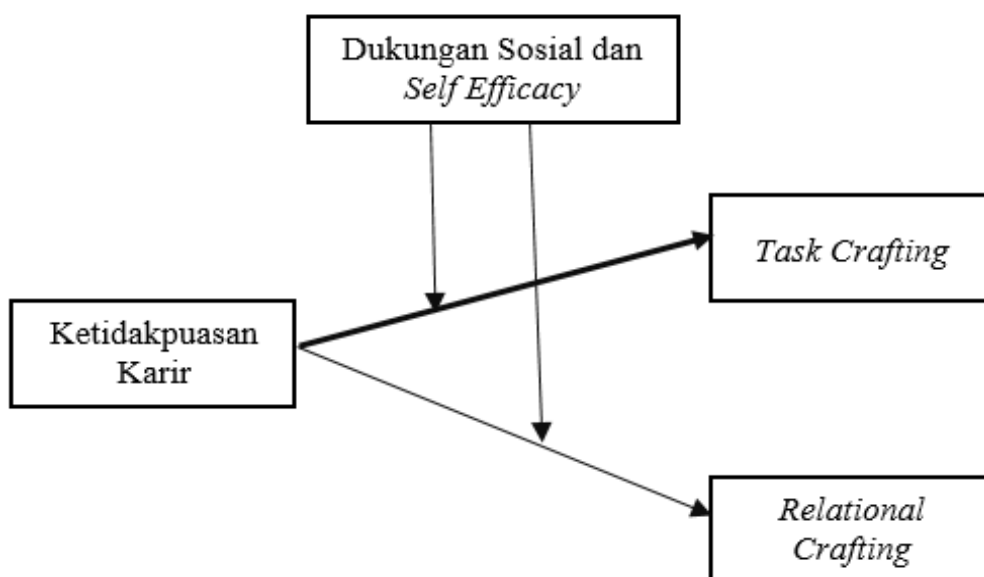 Dukungan Sosial dan
Self Efficacy
Task Crafting
Ketidakpuasan
Karir
Relational
Crafting